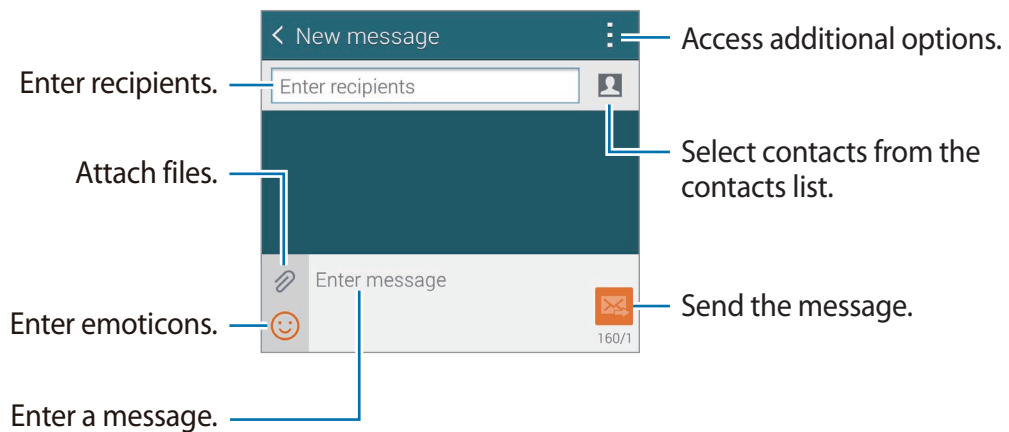 New message
Access additional options.
Enter recipients.
Enter recipients
Select contacts from the
contacts list.
Attach files.
Enter message
Enter emoticons.
Send the message.
160/1
Enter a message.